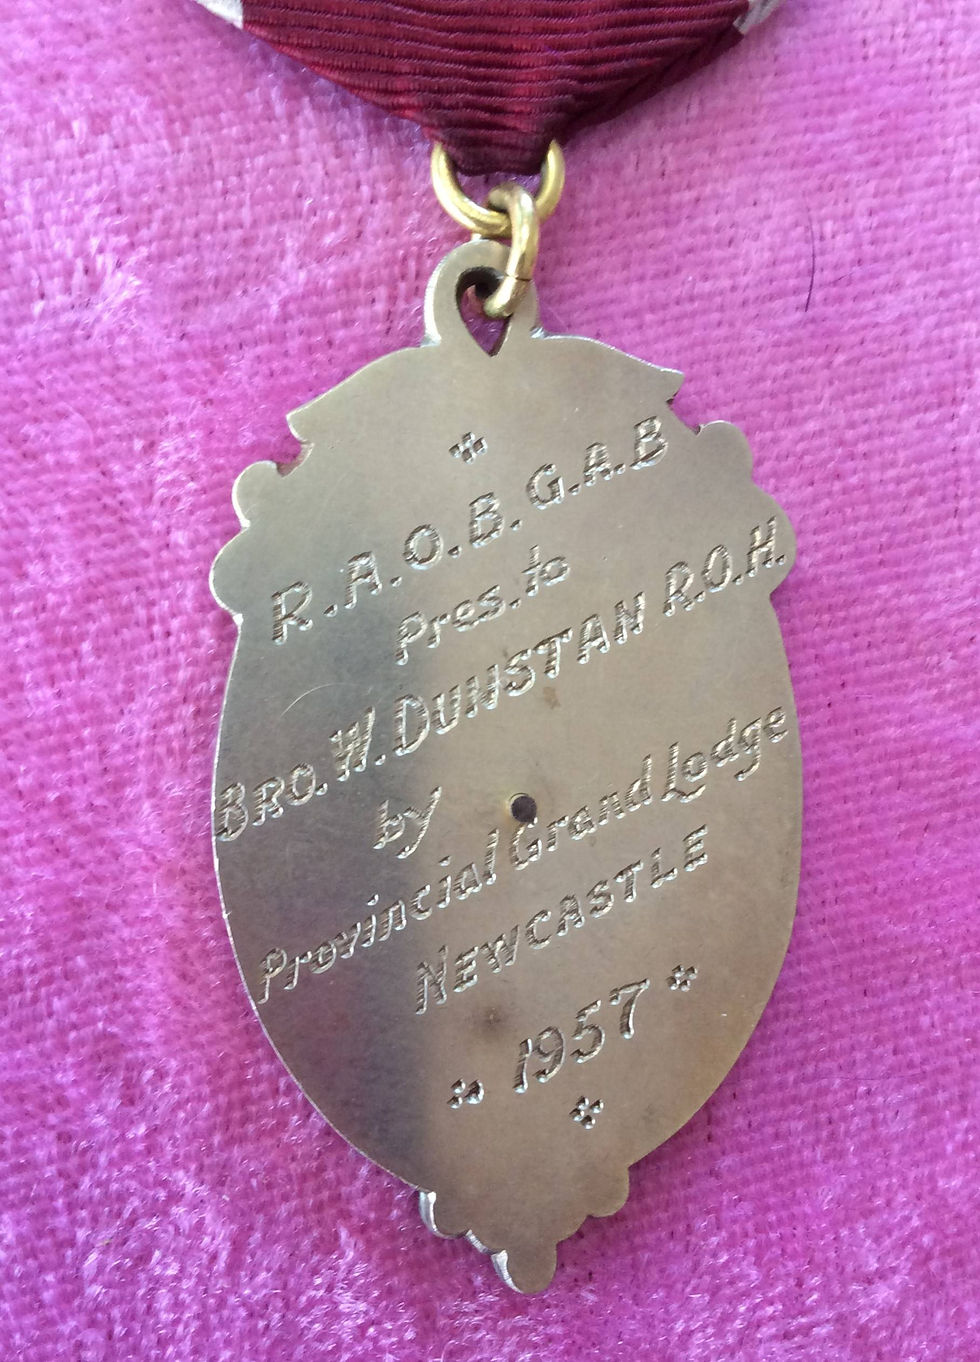 R.A.O.B. G.A.B
Pres. to
BRO. W. DUNSTAN R.O.H.
by
Provincial Grand Lodge
NEWCASTLE
1957